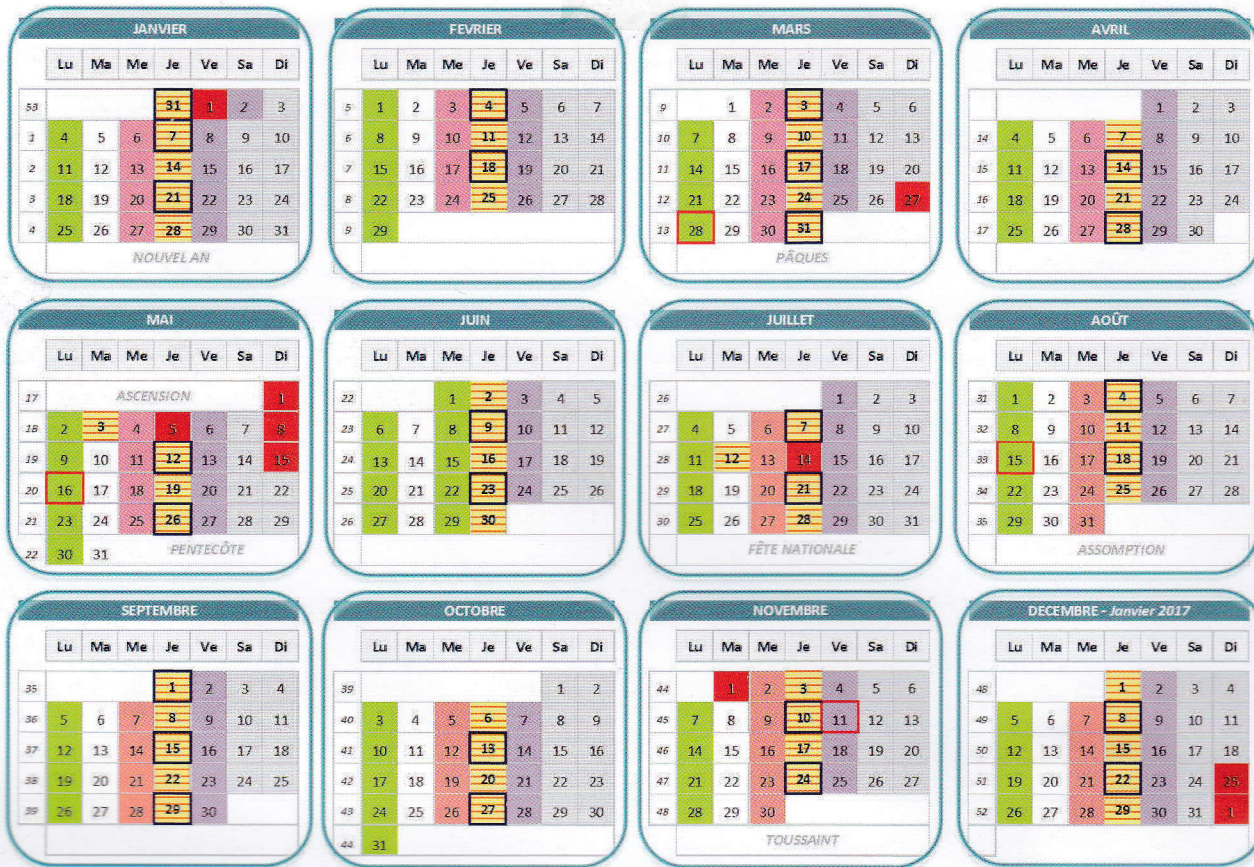 JANVIER
Lu Ma Me Je Ve Sa Di
53 31 1 2 3
1 4 5 6 7 8 9 10
2 11 12 13 14 15 16 17
3 18 19 20 21 22 23 24
4 25 26 27 28 29 30 31
NOUVEL AN
FEVRIER
Lu Ma Me Je Ve Sa Di
5 1 2 3 4 5 6 7
6 8 9 10 11 12 13 14
7 15 16 17 18 19 20 21
8 22 23 24 25 26 27 28
9 29
MARS
Lu Ma Me Je Ve Sa Di
9 1 2 3 4 5 6
10 7 8 9 10 11 12 13
11 14 15 16 17 18 19 20
12 21 22 23 24 25 26 27
13 28 29 30 31
PÂQUES
AVRIL
Lu Ma Me Je Ve Sa Di
1 2 3
14 4 5 6 7 8 9 10
15 11 12 13 14 15 16 17
16 18 19 20 21 22 23 24
17 25 26 27 28 29 30
MAI
Lu Ma Me Je Ve Sa Di
17 ASCENSION 1
18 2 3 4 5 6 7 8
19 9 10 11 12 13 14 15
20 16 17 18 19 20 21 22
21 23 24 25 26 27 28 29
22 30 31 PENTECÔTE
JUIN
Lu Ma Me Je Ve Sa Di
22 1 2 3 4 5
23 6 7 8 9 10 11 12
24 13 14 15 16 17 18 19
25 20 21 22 23 24 25 26
26 27 28 29 30
JUILLET
Lu Ma Me Je Ve Sa Di
26 1 2 3
27 4 5 6 7 8 9 10
28 11 12 13 14 15 16 17
29 18 19 20 21 22 23 24
30 25 26 27 28 29 30 31
FÊTE NATIONALE
AOÛT
Lu Ma Me Je Ve Sa Di
31 1 2 3 4 5 6 7
32 8 9 10 11 12 13 14
33 15 16 17 18 19 20 21
34 22 23 24 25 26 27 28
35 29 30 31
ASSOMPTION
SEPTEMBRE
Lu Ma Me Je Ve Sa Di
35 1 2 3 4
36 5 6 7 8 9 10 11
37 12 13 14 15 16 17 18
38 19 20 21 22 23 24 25
39 26 27 28 29 30
OCTOBRE
Lu Ma Me Je Ve Sa Di
39 1 2
40 3 4 5 6 7 8 9
41 10 11 12 13 14 15 16
42 17 18 19 20 21 22 23
43 24 25 26 27 28 29 30
44 31
NOVEMBRE
Lu Ma Me Je Ve Sa Di
44 1 2 3 4 5 6
45 7 8 9 10 11 12 13
46 14 15 16 17 18 19 20
47 21 22 23 24 25 26 27
48 28 29 30
TOUSSAINT
DECEMBRE - Janvier 2017
Lu Ma Me Je Ve Sa Di
48 1 2 3 4
49 5 6 7 8 9 10 11
50 12 13 14 15 16 17 18
51 19 20 21 22 23 24 25
52 26 27 28 29 30 31 1